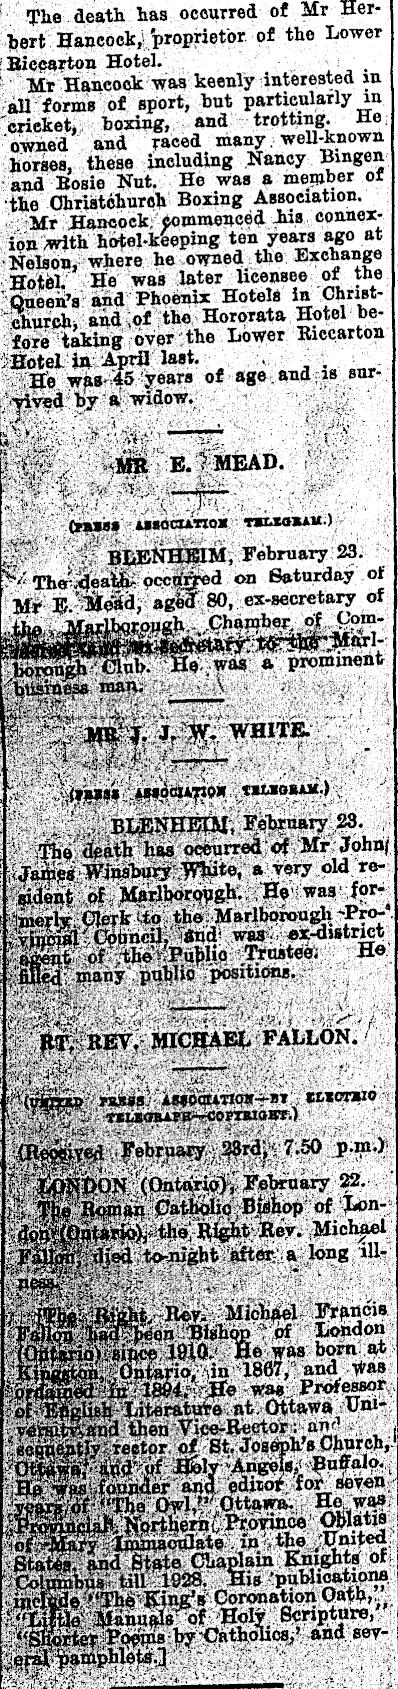 The death has occurred of Mr Her-
bert Hancock, proprietor of the Lower
Riccarton Hotel.
Mr Hancock was keenly interested in
all forms of sport, but particularly in
cricket, boxing, and trotting. He
owned and raced many well-known
horses, these including Nancy Bingen
and Rosie Nut. He was a member of
the Christchurch Boxing Association.
Mr Hancock commenced his connex-
ion with hotel-keeping ten years ago at
Nelson, where he owned the Exchange
Hotel. He was later licensee of the
Queen's and Phoenix Hotels in Christ-
church, and of the Hororata Hotel be-
fore taking over the Lower Riccarton
Hotel in April last.
He was 45 years of age and is sur-
vived by a widow.
MR E. MEAD.
(PRESS ASSOCIATION TELEGRAM.)
BLENHEIM, February 23.
The death occurred on Saturday of
Mr E. Mead, aged 80, ex-secretary of
the Marlborough Chamber of Com-
and ex-secretary to the Marl-
borough Club. He was a prominent
business man.
MR J. J. W. WHITE.
(PRESS ASSOCIATION TELEGRAM.)
BLENHEIM, February 23.
The death has occurred of Mr John
James Winsbury White, a very old re-
sident of Marlborough. He was for-
merly Clerk to the Marlborough Pro-
vincial Council, and was ex-district
agent of the Public Trustee. He
filled many public positions.
RT. REV. MICHAEL FALLON.
(UNITED PRESS ASSOCIATION—BY ELECTRIC
TELEGRAPH—COPYRIGHT.)
(Received February 23rd, 7.50 p.m.)
LONDON (Ontario), February 22.
The Roman Catholic Bishop of Lon-
don (Ontario), the Right Rev. Michael
Fallon, died to-night after a long ill-
ness.
[The Right Rev. Michael Francis
Fallon had been Bishop of London
(Ontario) since 1910. He was born at
Kingston, Ontario, in 1867, and was
ordained in 1894. He was Professor
of English Literature at Ottawa Uni-
versity and then Vice-Rector: and
sequently rector of St. Joseph's Church,
Ottawa, and of Holy Angels, Buffalo.
He was founder and editor for seven
years of "The Owl," Ottawa. He was
Provincial Northern Province Oblatis
of Mary Immaculate in the United
States, and State Chaplain Knights of
Columbus till 1928. His publications
include "The King's Coronation Oath,"
"Little Manuals of Holy Scripture,"
"Shorter Poems by Catholics,' and sev-
eral pamphlets.]